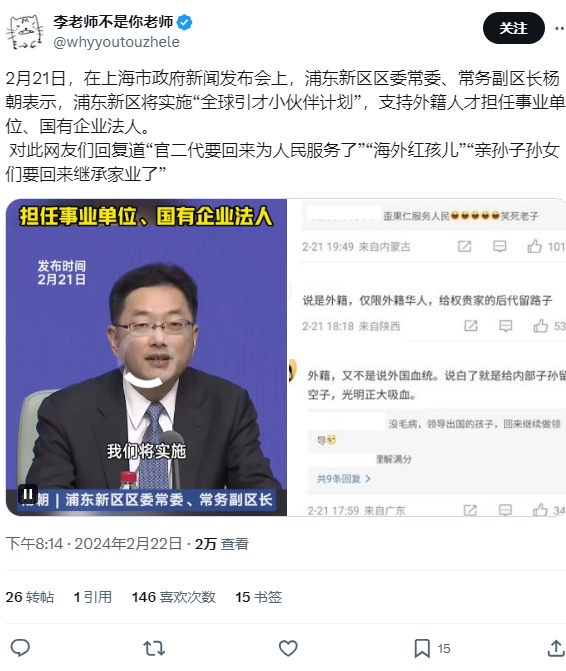 李老师不是你老师
@whyyoutouzhele
关注
2月21日，在上海市政府新闻发布会上，浦东新区区委常委、常务副区长杨
朝表示，浦东新区将实施“全球引才小伙伴计划”，支持外籍人才担任事业单
位、国有企业法人。
对此网友们回复道“官二代要回来为人民服务了”“海外红孩儿”“亲孙子孙女
们要回来继承家业了”
担任事业单位、国有企业法人
发布时间
2月21日
我们将实施
朝｜浦东新区区委常委、常务副区长
歪果仁服务人民😄😄😄😄😄笑死老子
2-21 19:49 来自内蒙古
101
说是外籍，仅限外籍华人，给权贵家的后代留路子
2-21 18:18 来自陕西
53
外籍，又不是说外国血统。说白了就是给内部子孙留
空子，光明正大吸血。
没毛病，领导出国的孩子，回来继续做领
导
理解满分
共9条回复 >
2-21 17:59 来自广东
34
下午8:14 · 2024年2月22日 · 2万 查看
26 转帖 1 引用 146 喜欢次数 15 书签
15